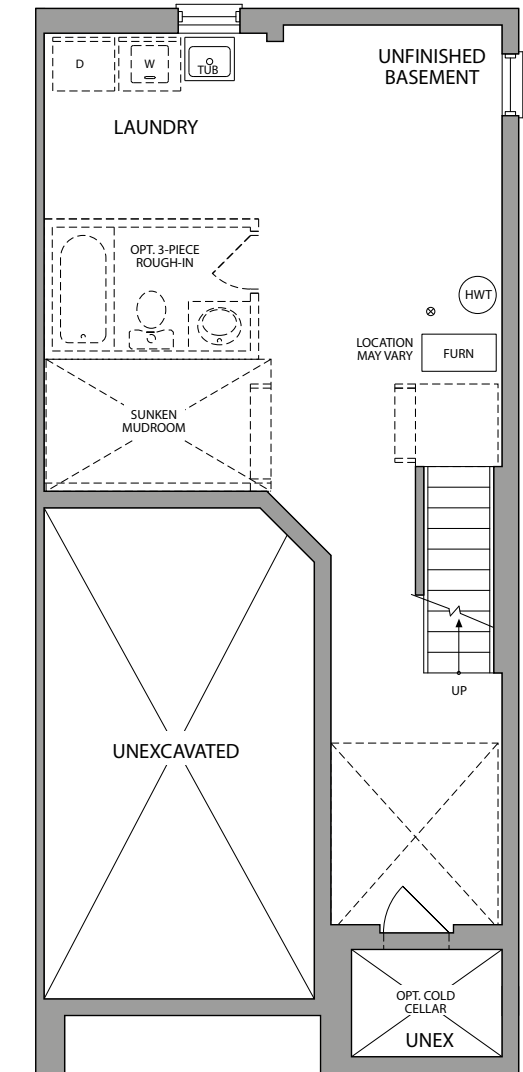 D
W
TUB
UNFINISHED
BASEMENT
LAUNDRY
OPT. 3-PIECE
ROUGH-IN
HWT
LOCATION
MAY VARY
FURN
SUNKEN
MUDROOM
UP
UNEXCAVATED
OPT. COLD
CELLAR
UNEX